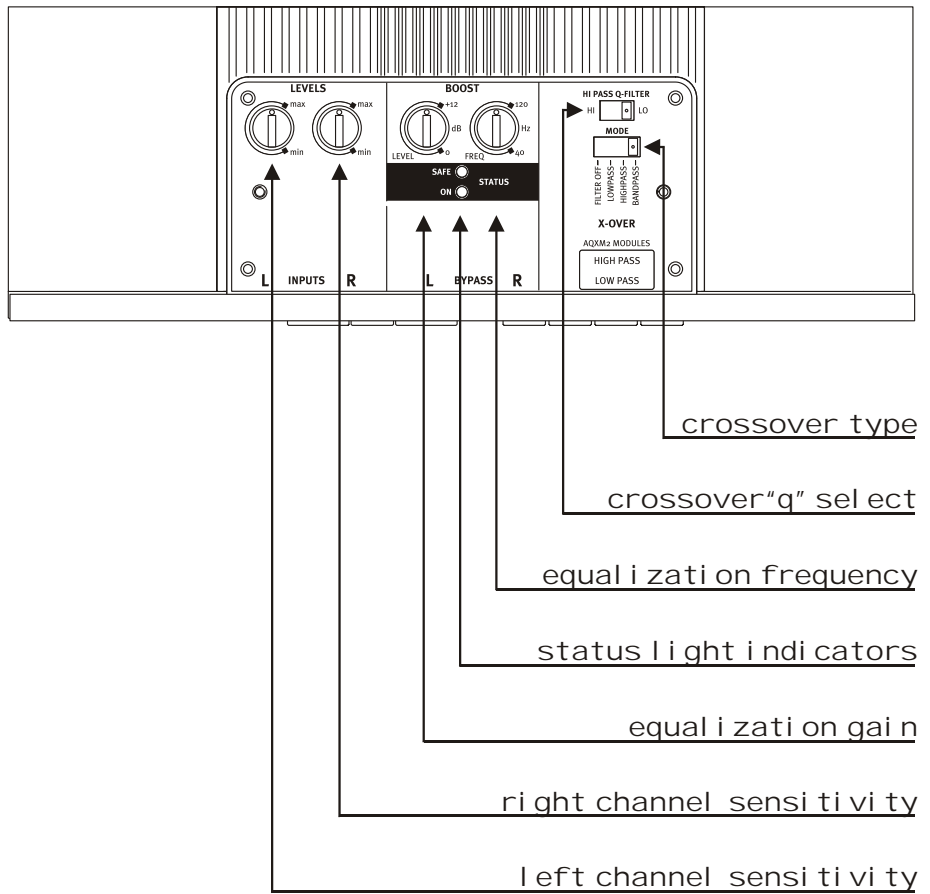 LEVELS
max
min
max
min
BOOST
+12
dB
0
LEVEL
120
Hz
40
FREQ
SAFE
ON
STATUS
HI PASS Q-FILTER
HI
LO
MODE
FILTER OFF
LOWPASS
HIGHPASS
BANDPASS
X-OVER
AQXM2 MODULES
HIGH PASS
LOW PASS
L INPUTS R
L BYPASS R
crossover type
crossover"q" select
equalization frequency
status light indicators
equalization gain
right channel sensitivity
left channel sensitivity